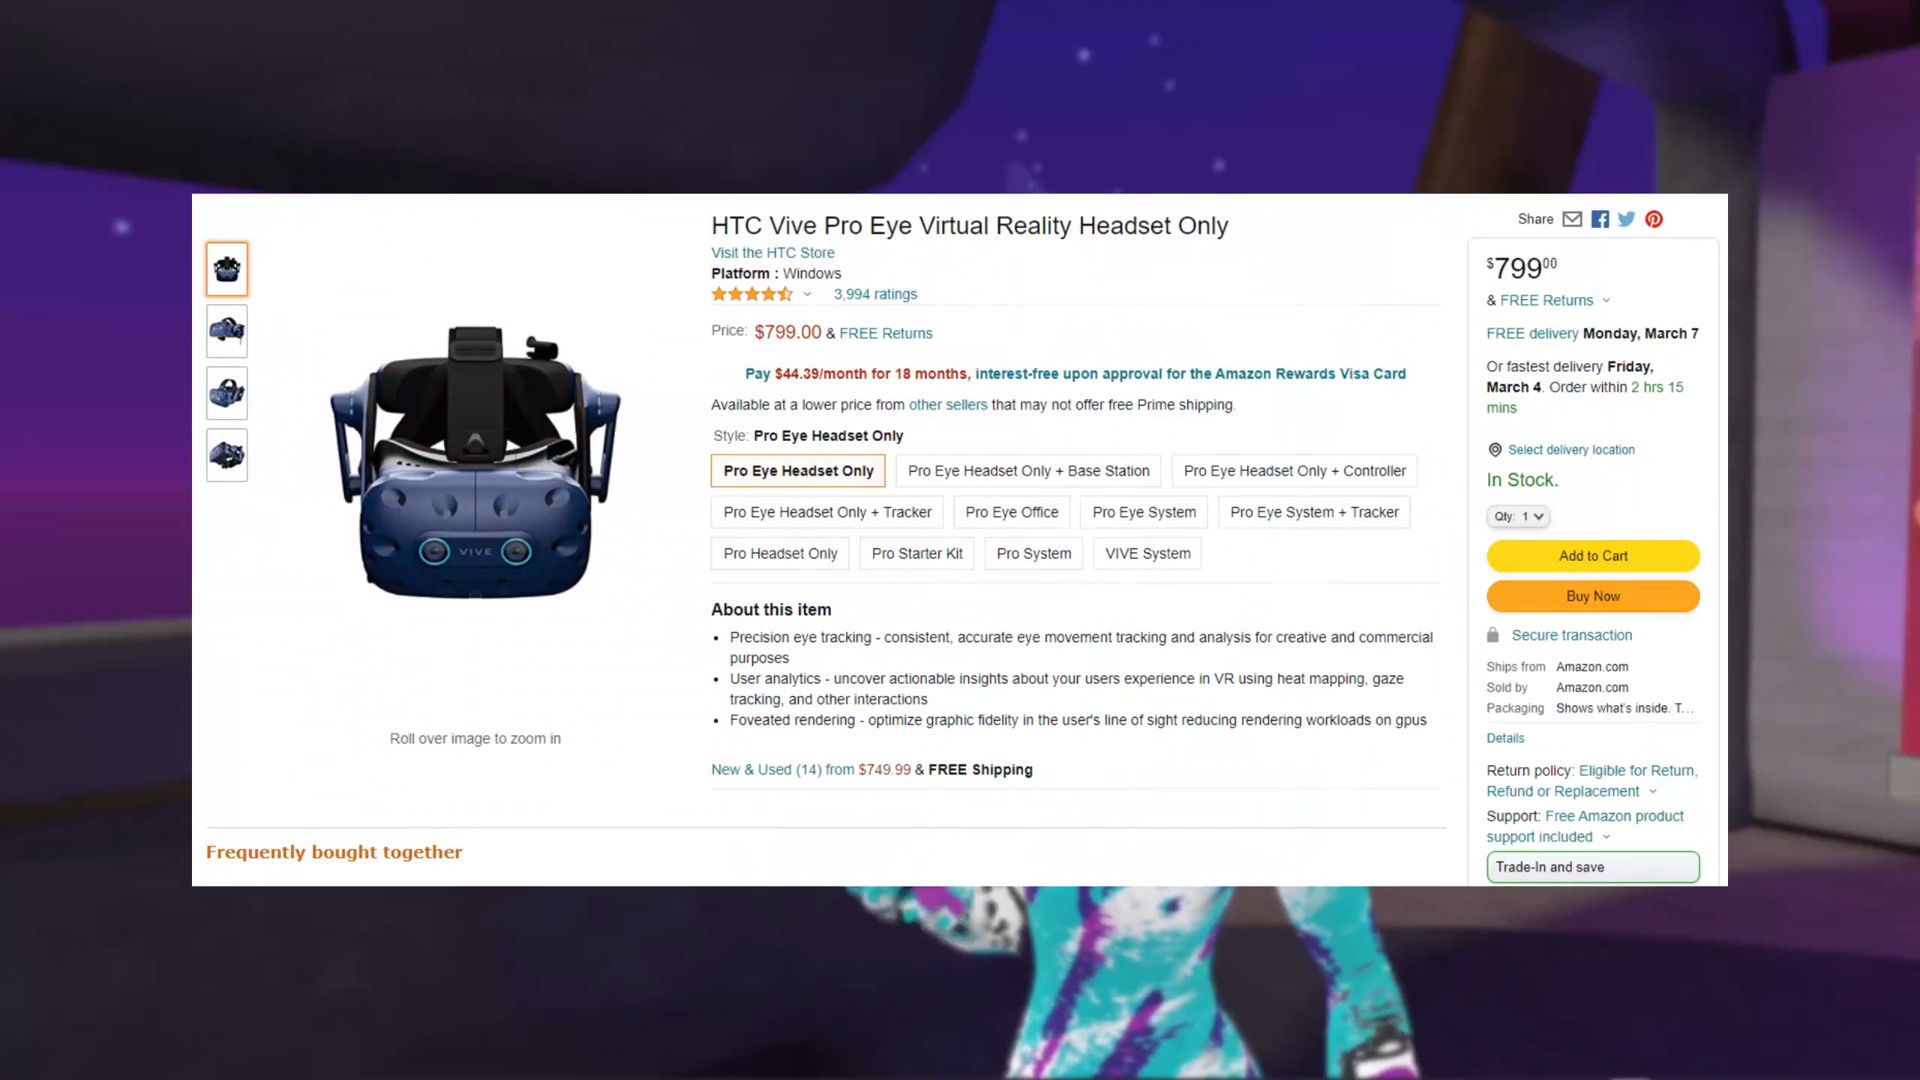 HTC Vive Pro Eye Virtual Reality Headset Only
Visit the HTC Store
Platform : Windows
3,994 ratings
Price: $799.00 & FREE Returns
Pay $44.39/month for 18 months, interest-free upon approval for the Amazon Rewards Visa Card
Available at a lower price from other sellers that may not offer free Prime shipping.
Style: Pro Eye Headset Only
Pro Eye Headset Only
Pro Eye Headset Only + Base Station
Pro Eye Headset Only + Controller
Pro Eye Headset Only + Tracker
Pro Eye Office
Pro Eye System
Pro Eye System + Tracker
Pro Headset Only
Pro Starter Kit
Pro System
VIVE System
VIVE
Roll over image to zoom in
About this item
• Precision eye tracking - consistent, accurate eye movement tracking and analysis for creative and commercial
purposes
• User analytics - uncover actionable insights about your users experience in VR using heat mapping, gaze
tracking, and other interactions
• Foveated rendering - optimize graphic fidelity in the user's line of sight reducing rendering workloads on gpus
New & Used (14) from $749.99 & FREE Shipping
Frequently bought together
Share
$799⁰⁰
& FREE Returns
FREE delivery Monday, March 7
Or fastest delivery Friday,
March 4. Order within 2 hrs 15
mins
Select delivery location
In Stock.
Qty: 1
Add to Cart
Buy Now
Secure transaction
Ships from Amazon.com
Sold by Amazon.com
Packaging Shows what's inside. T...
Details
Return policy: Eligible for Return,
Refund or Replacement
Support: Free Amazon product
support included
Trade-In and save